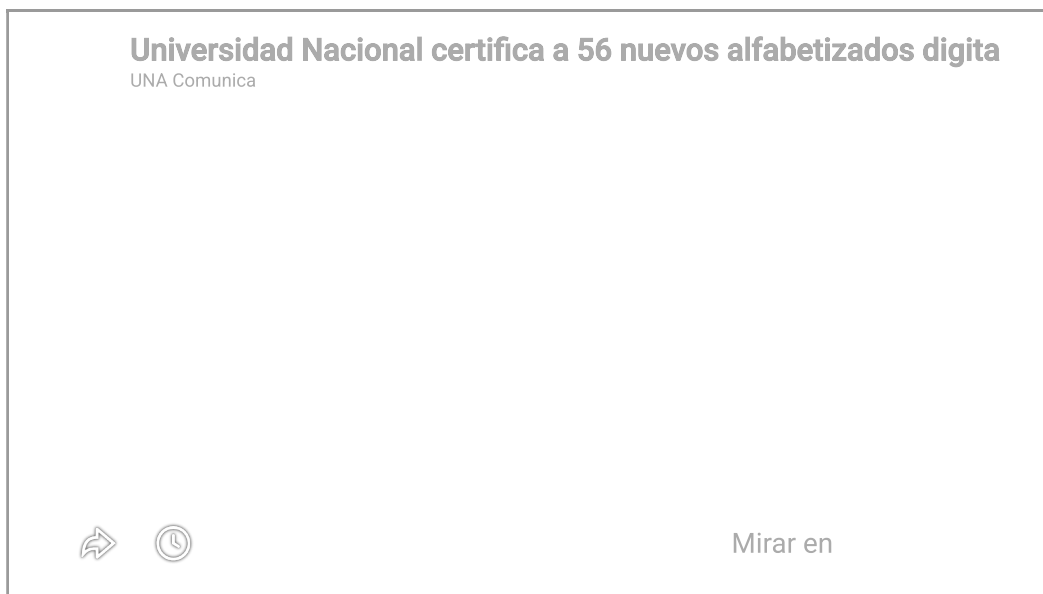 Universidad Nacional certifica a 56 nuevos alfabetizados digita
UNA Comunica
Mirar en